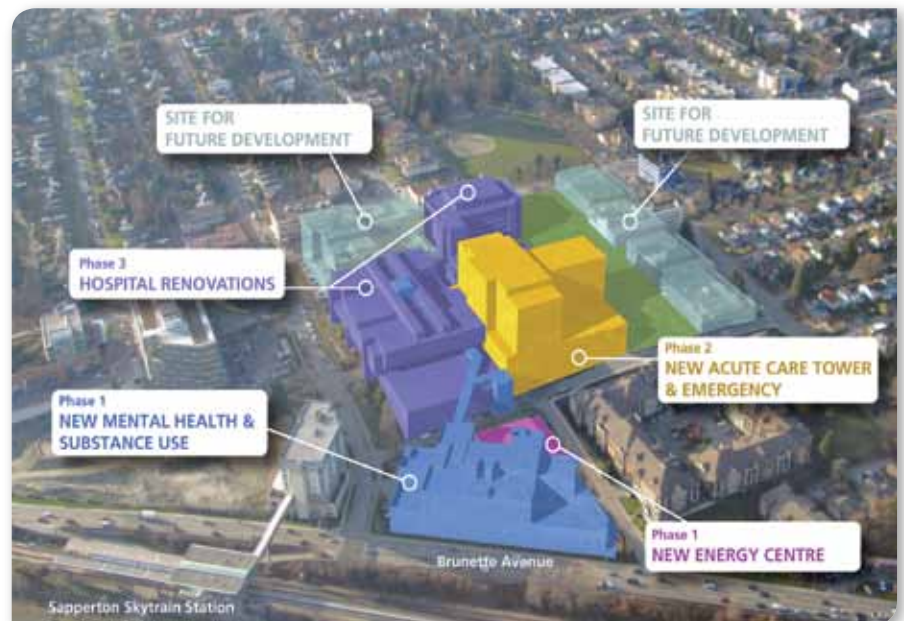 SITE FOR
FUTURE DEVELOPMENT
SITE FOR
FUTURE DEVELOPMENT
Phase 3
HOSPITAL RENOVATIONS
Phase 2
NEW ACUTE CARE TOWER
& EMERGENCY
Phase 1
NEW MENTAL HEALTH &
SUBSTANCE USE
Phase 1
NEW ENERGY CENTRE
Brunette Avenue
Sapperton Skytrain Station